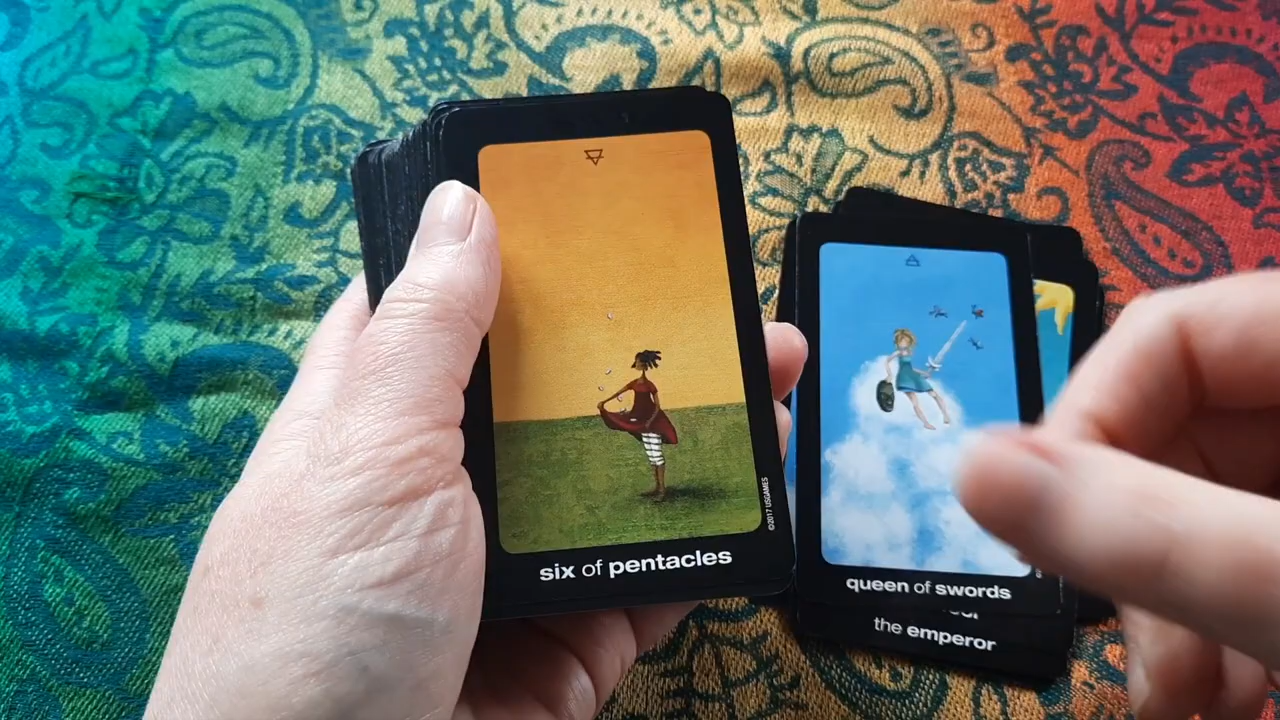 ©2017 USGAMES
six of pentacles
queen of swords
the emperor